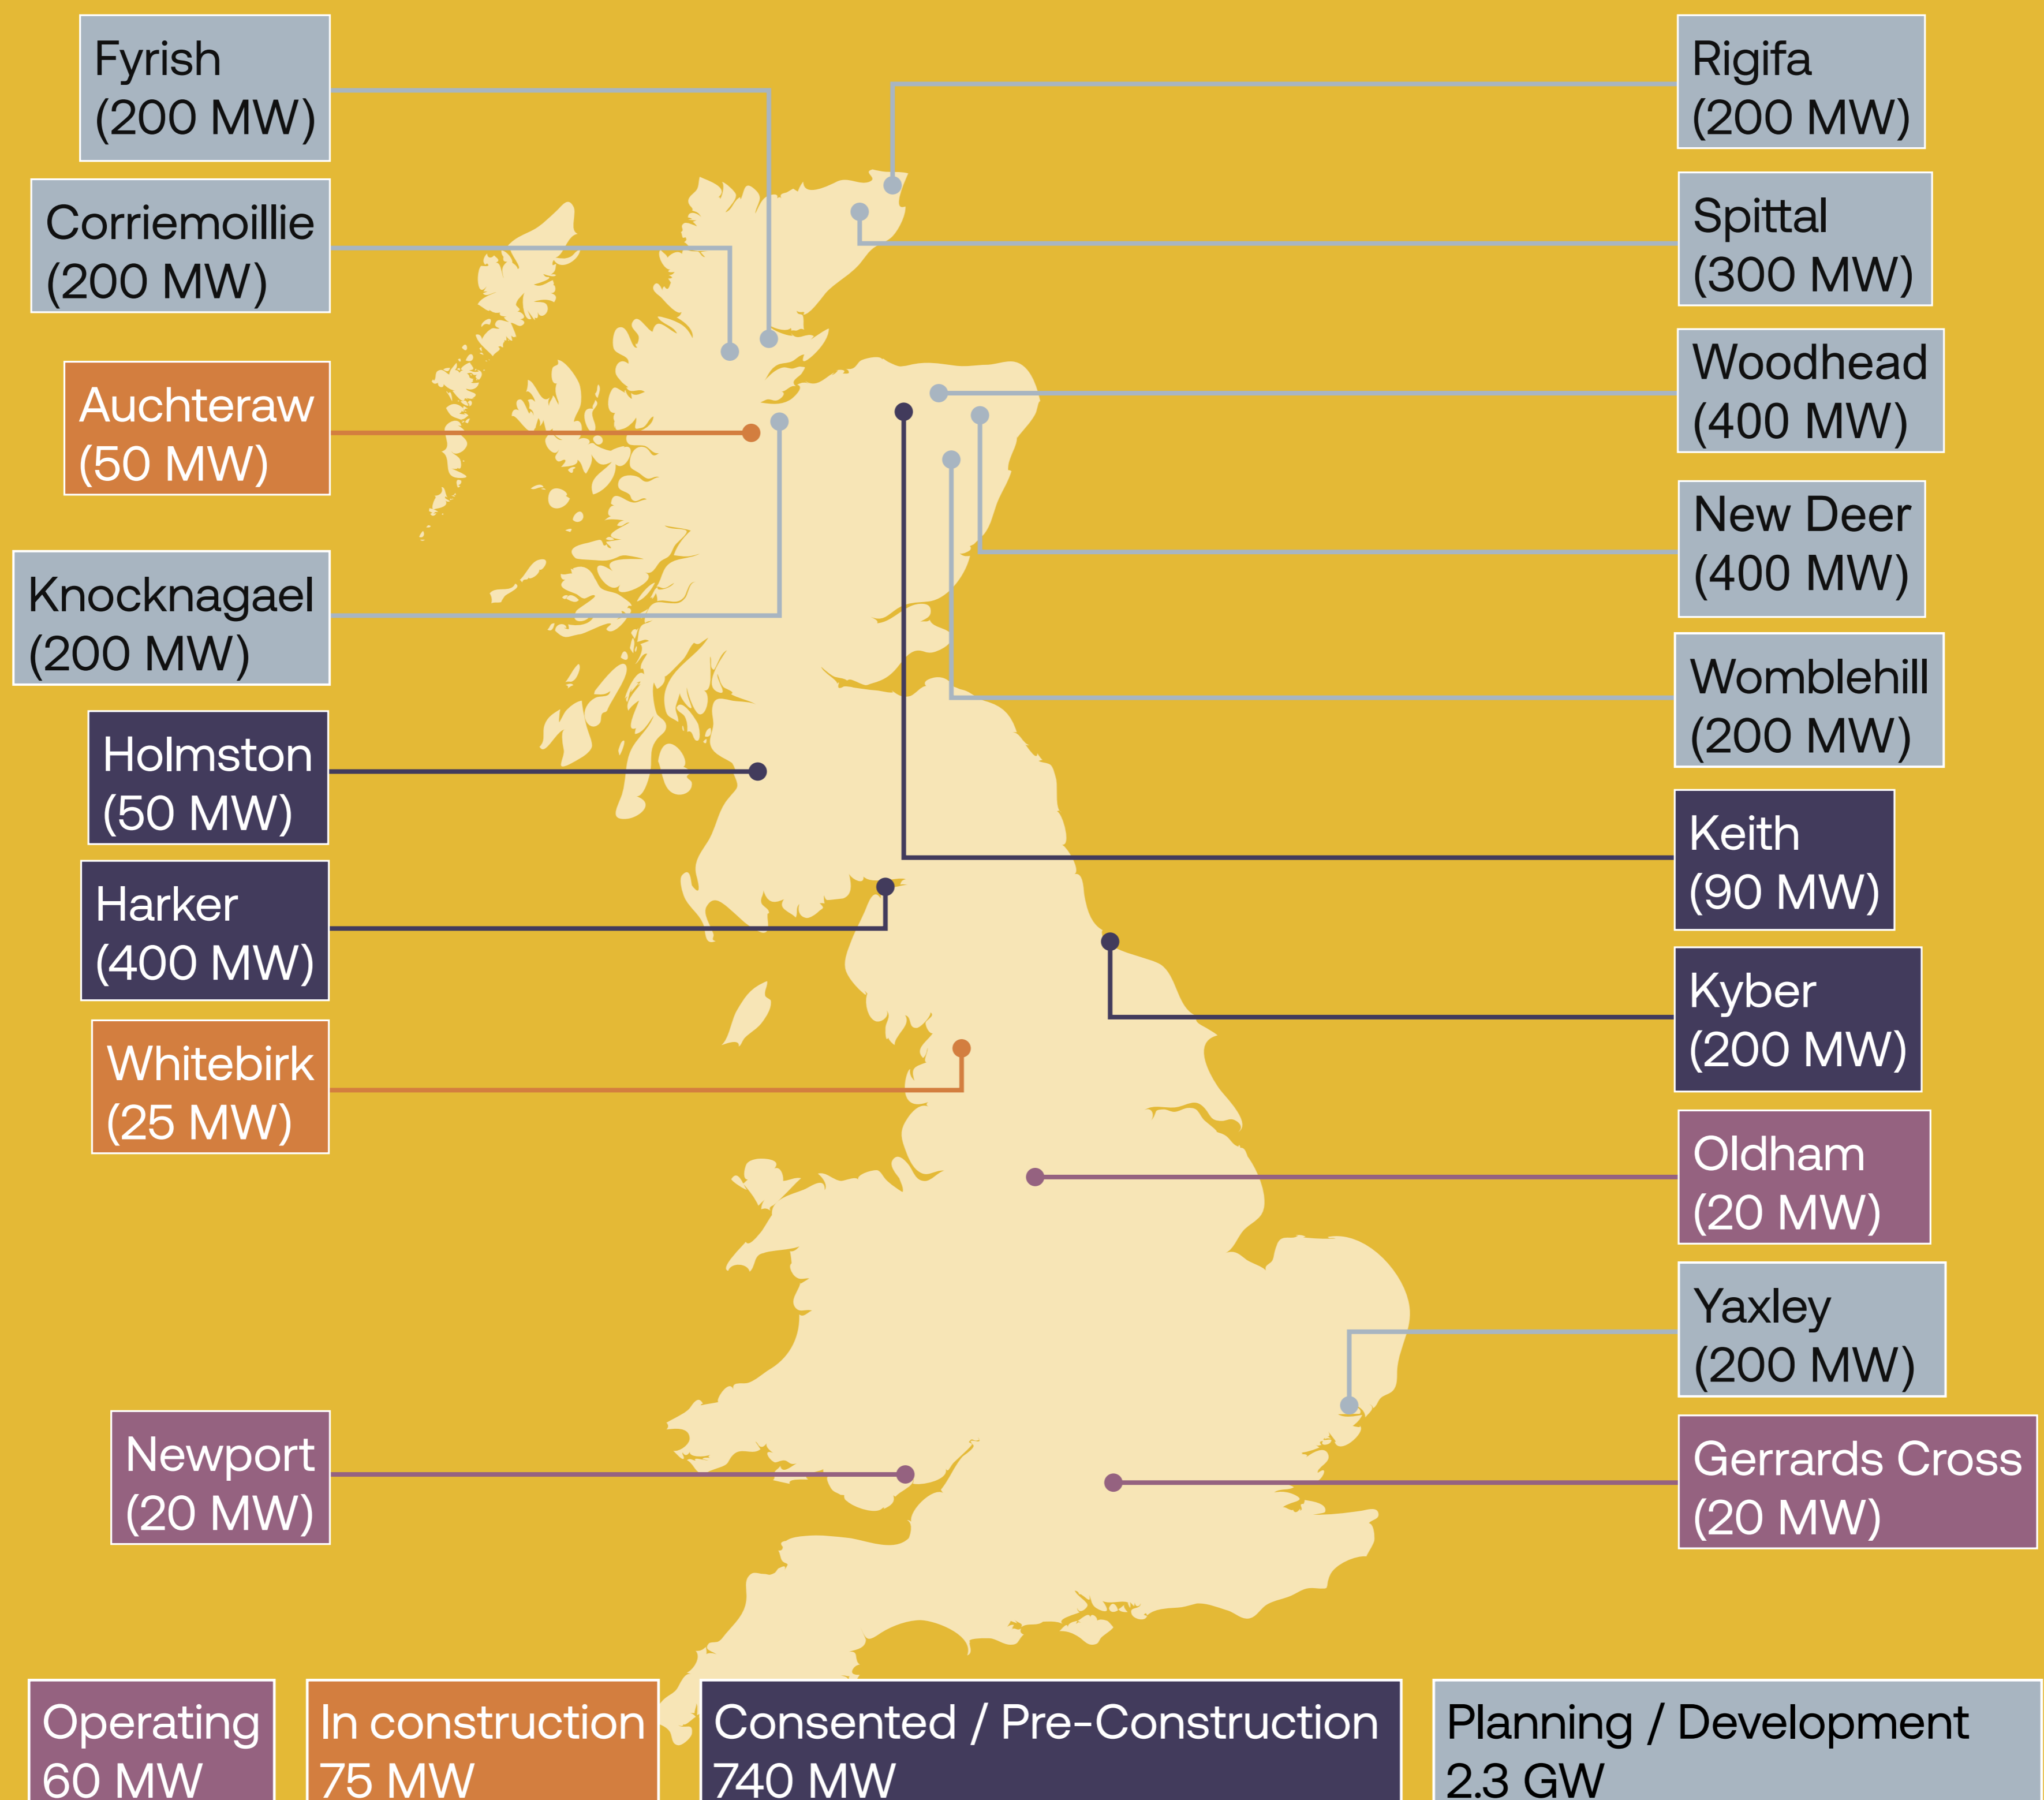 Fyrish
(200 MW)
Corriemoillie
(200 MW)
Auchteraw
(50 MW)
Knocknagael
(200 MW)
Holmston
(50 MW)
Harker
(400 MW)
Whitebirk
(25 MW)
Newport
(20 MW)
Rigifa
(200 MW)
Spittal
(300 MW)
Woodhead
(400 MW)
New Deer
(400 MW)
Womblehill
(200 MW)
Keith
(90 MW)
Kyber
(200 MW)
Oldham
(20 MW)
Yaxley
(200 MW)
Gerrards Cross
(20 MW)
Operating
60 MW
In construction
75 MW
Consented / Pre-Construction
740 MW
Planning / Development
2.3 GW